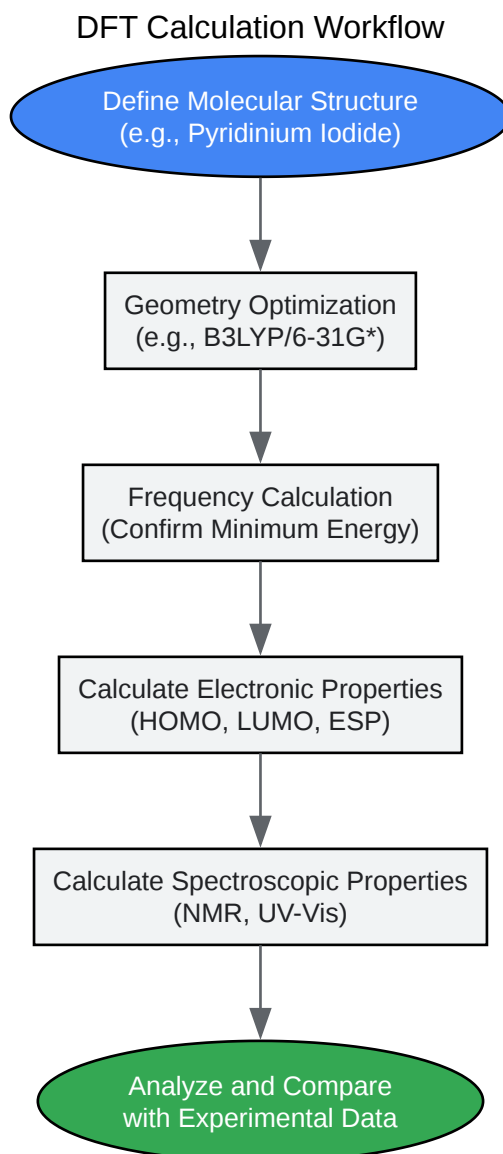 DFT Calculation Workflow
Define Molecular Structure
(e.g., Pyridinium Iodide)
Geometry Optimization
(e.g., B3LYP/6-31G*)
Frequency Calculation
(Confirm Minimum Energy)
Calculate Electronic Properties
(HOMO, LUMO, ESP)
Calculate Spectroscopic Properties
(NMR, UV-Vis)
Analyze and Compare
with Experimental Data